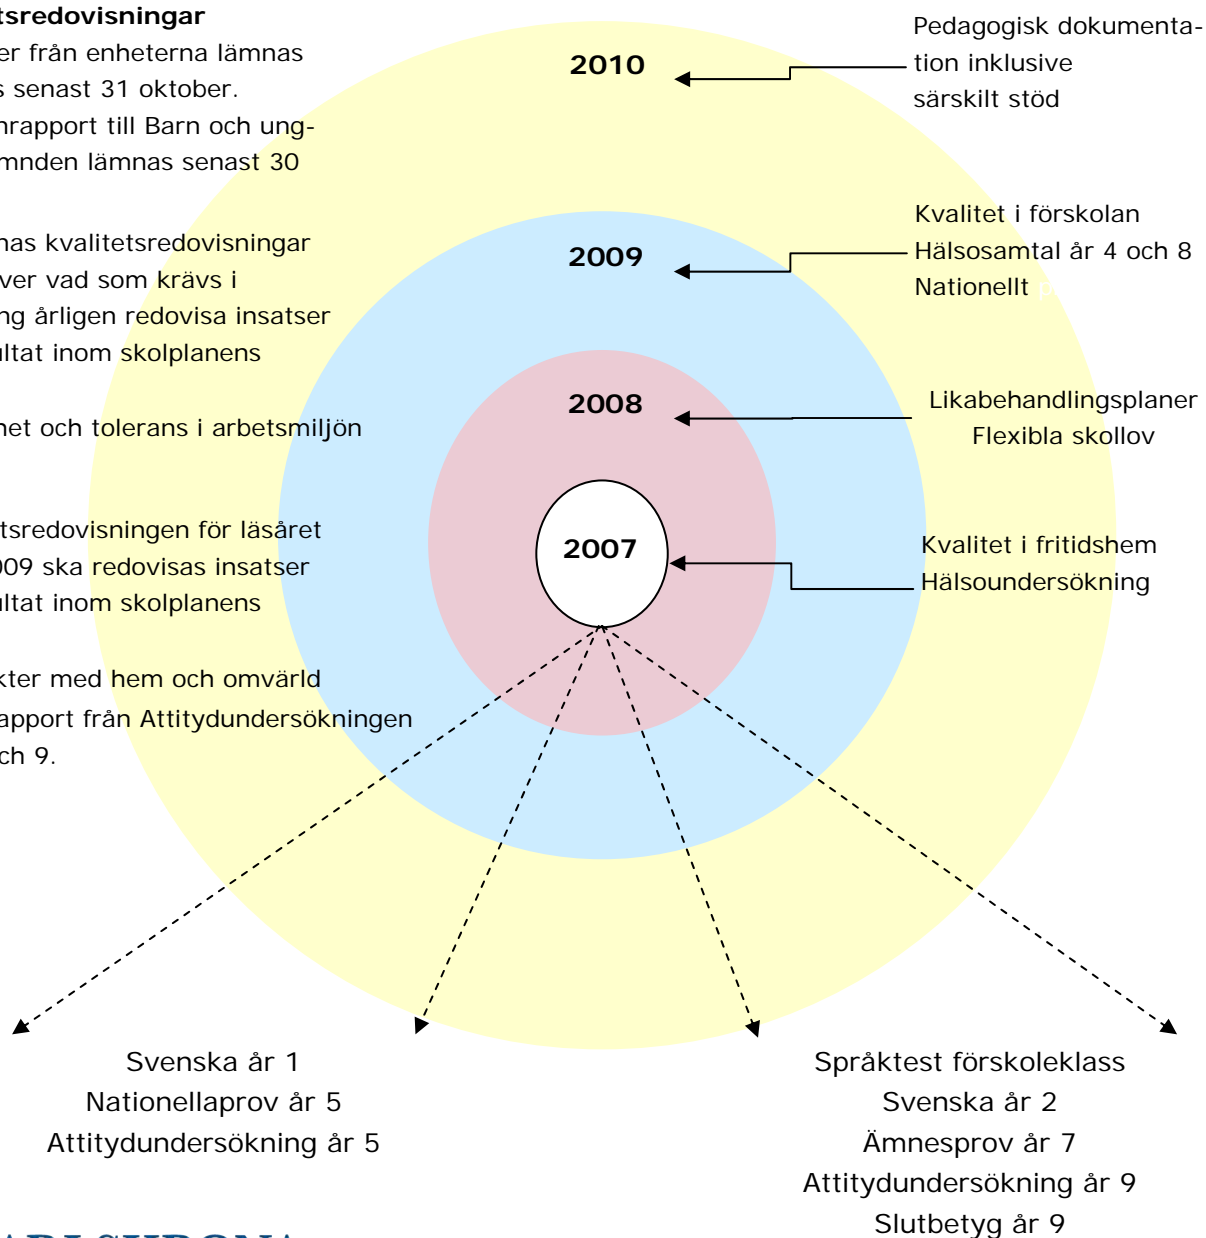 tsredovisningar
er från enheterna lämnas
s senast 31 oktober.
nrapport till Barn och ung-
mnden lämnas senast 30
nas kvalitetsredovisningar
ver vad som krävs i
ng årligen redovisa insatser
ultat inom skolplanens
het och tolerans i arbetsmiljön
tsredovisningen för läsåret
009 ska redovisas insatser
ultat inom skolplanens
kter med hem och omvärld
apport från Attitydundersökningen
ch 9.
2010
2009
2008
2007
Pedagogisk dokumenta-
tion inklusive
särskilt stöd
Kvalitet i förskolan
Hälsosamtal år 4 och 8
Nationellt
Likabehandlingsplaner
Flexibla skollov
Kvalitet i fritidshem
Hälsoundersökning
Svenska år 1
Nationellaprov år 5
Attitydundersökning år 5
Språktest förskoleklass
Svenska år 2
Ämnesprov år 7
Attitydundersökning år 9
Slutbetyg år 9